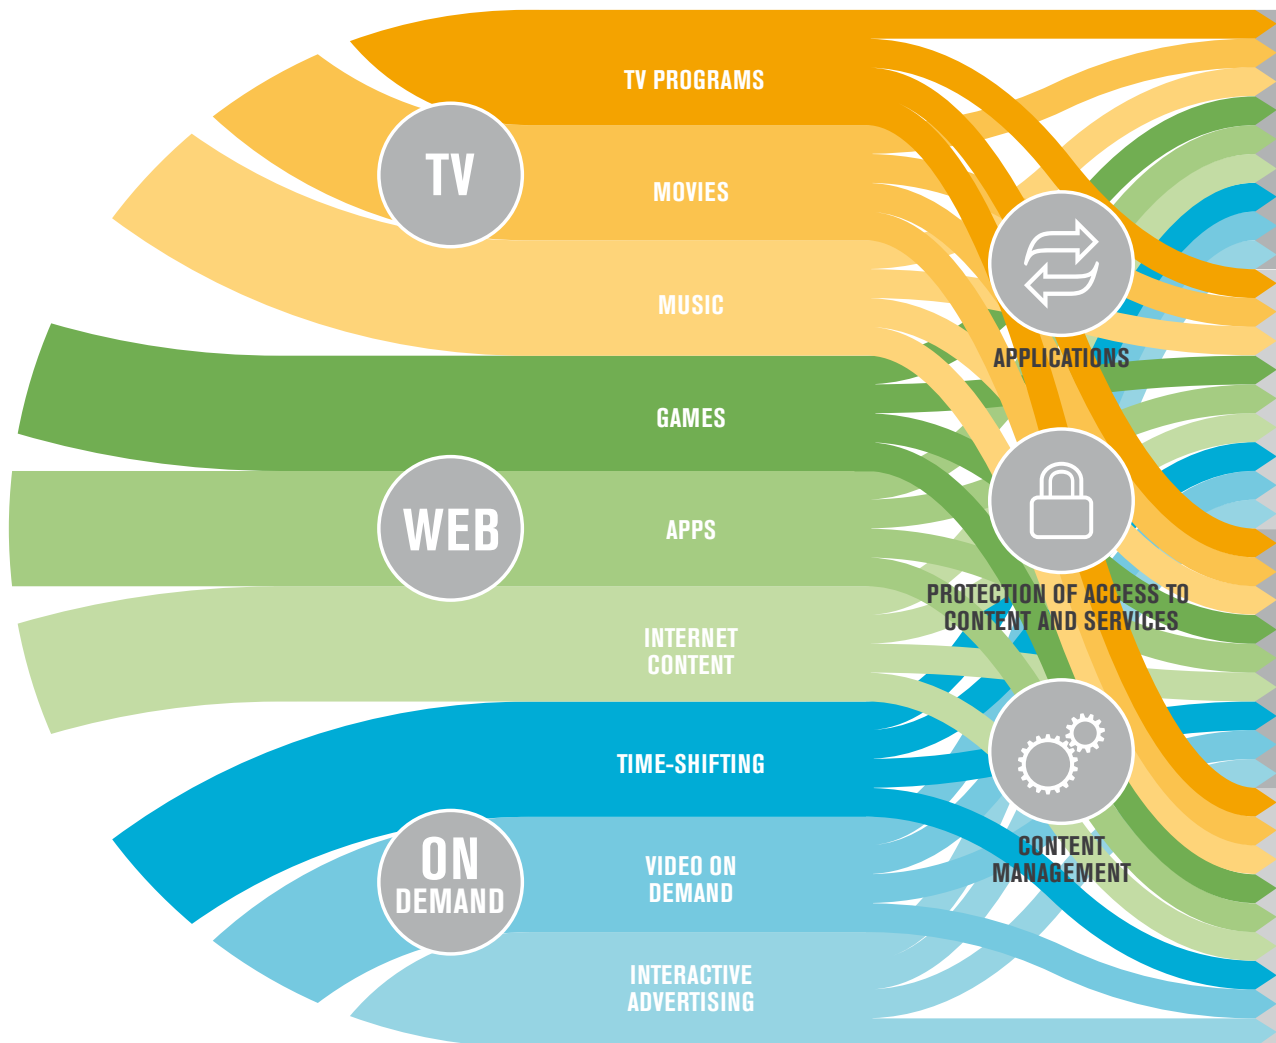 TV
TV PROGRAMS
MOVIES
MUSIC
WEB
GAMES
APPS
INTERNET
CONTENT
ON
DEMAND
TIME-SHIFTING
VIDEO ON
DEMAND
INTERACTIVE
ADVERTISING
APPLICATIONS
PROTECTION OF ACCESS TO
CONTENT AND SERVICES
CONTENT
MANAGEMENT